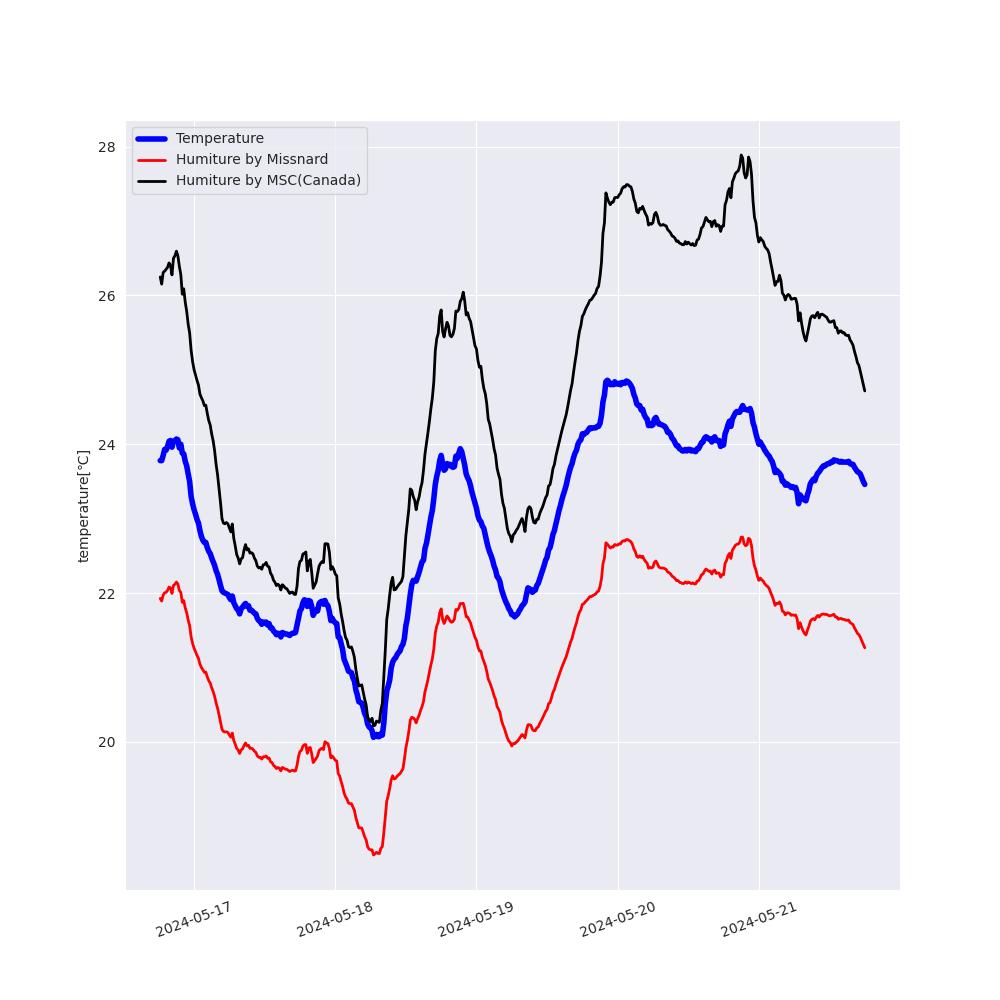 Temperature
Humiture by Missnard
Humiture by MSC(Canada)
28
26
24
22
20
temperature[℃]
2024-05-17
2024-05-18
2024-05-19
2024-05-20
2024-05-21